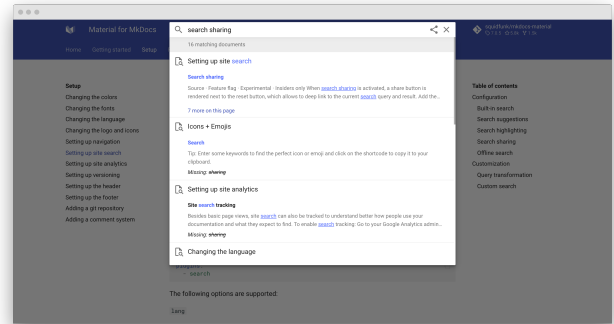 Material for MkDocs
search sharing
squidfunk/mkdocs-material
Home Getting started Setup
16 matching documents
Setting up site search
Search sharing
Source · Feature flag · Experimental · Insiders only When search sharing is activated, a share button is
rendered next to the reset button, which allows to deep link to the current search query and result. Add the...
7 more on this page
Icons + Emojis
Search
Tip: Enter some keywords to find the perfect icon or emoji and click on the shortcode to copy it to your
clipboard.
Missing: sharing
Setting up site analytics
Site search tracking
Besides basic page views, site search can also be tracked to understand better how people use your
documentation and what they expect to find. To enable search tracking: Go to your Google Analytics admin...
Missing: sharing
Changing the language
Setup
Changing the colors
Changing the fonts
Changing the language
Changing the logo and icons
Setting up navigation
Setting up site search
Setting up site analytics
Setting up versioning
Setting up the header
Setting up the footer
Adding a git repository
Adding a comment system
Table of contents
Configuration
Built-in search
Search suggestions
Search highlighting
Search sharing
Offline search
Customization
Query transformation
Custom search
- search
The following options are supported:
lang